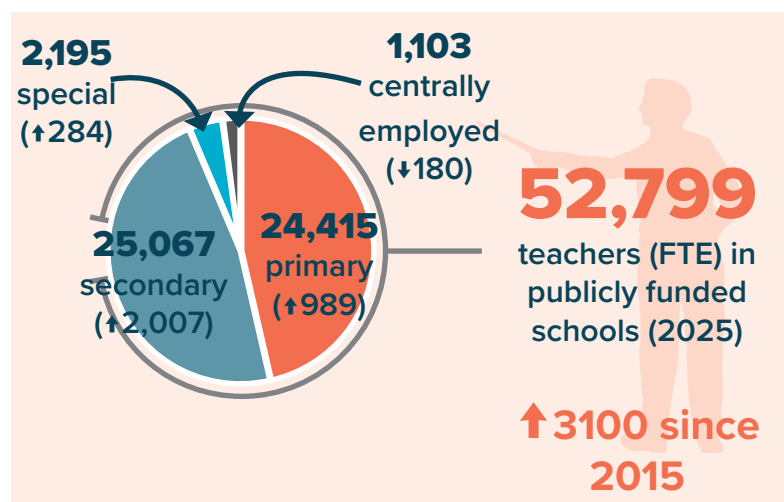 2,195
special
(⬆284)
1,103
centrally
employed
(⬇180)
25,067
secondary
(⬆2,007)
24,415
primary
(⬆989)
52,799
teachers (FTE) in
publicly funded
schools (2025)
⬆3100 since
2015